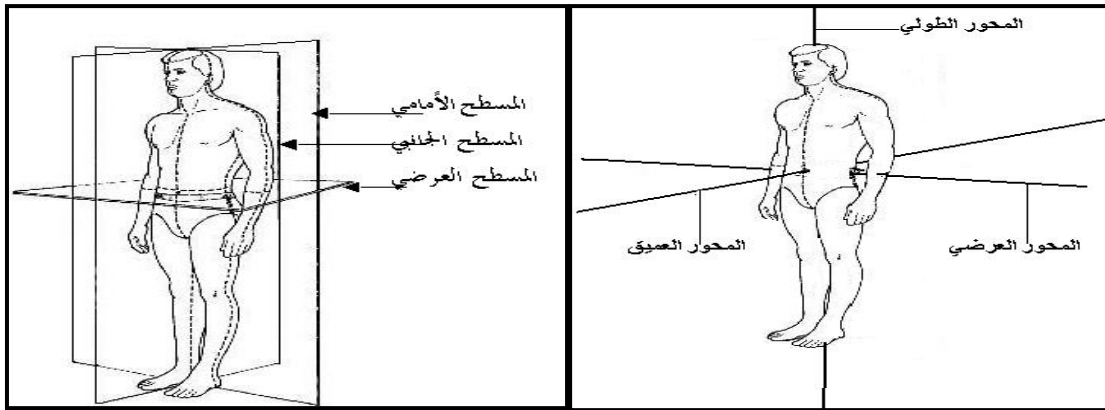 المسطح الأمامي
المسطح الجانبي
المسطح العرضي
المحور الطولي
المحور العميق
المحور العرضي